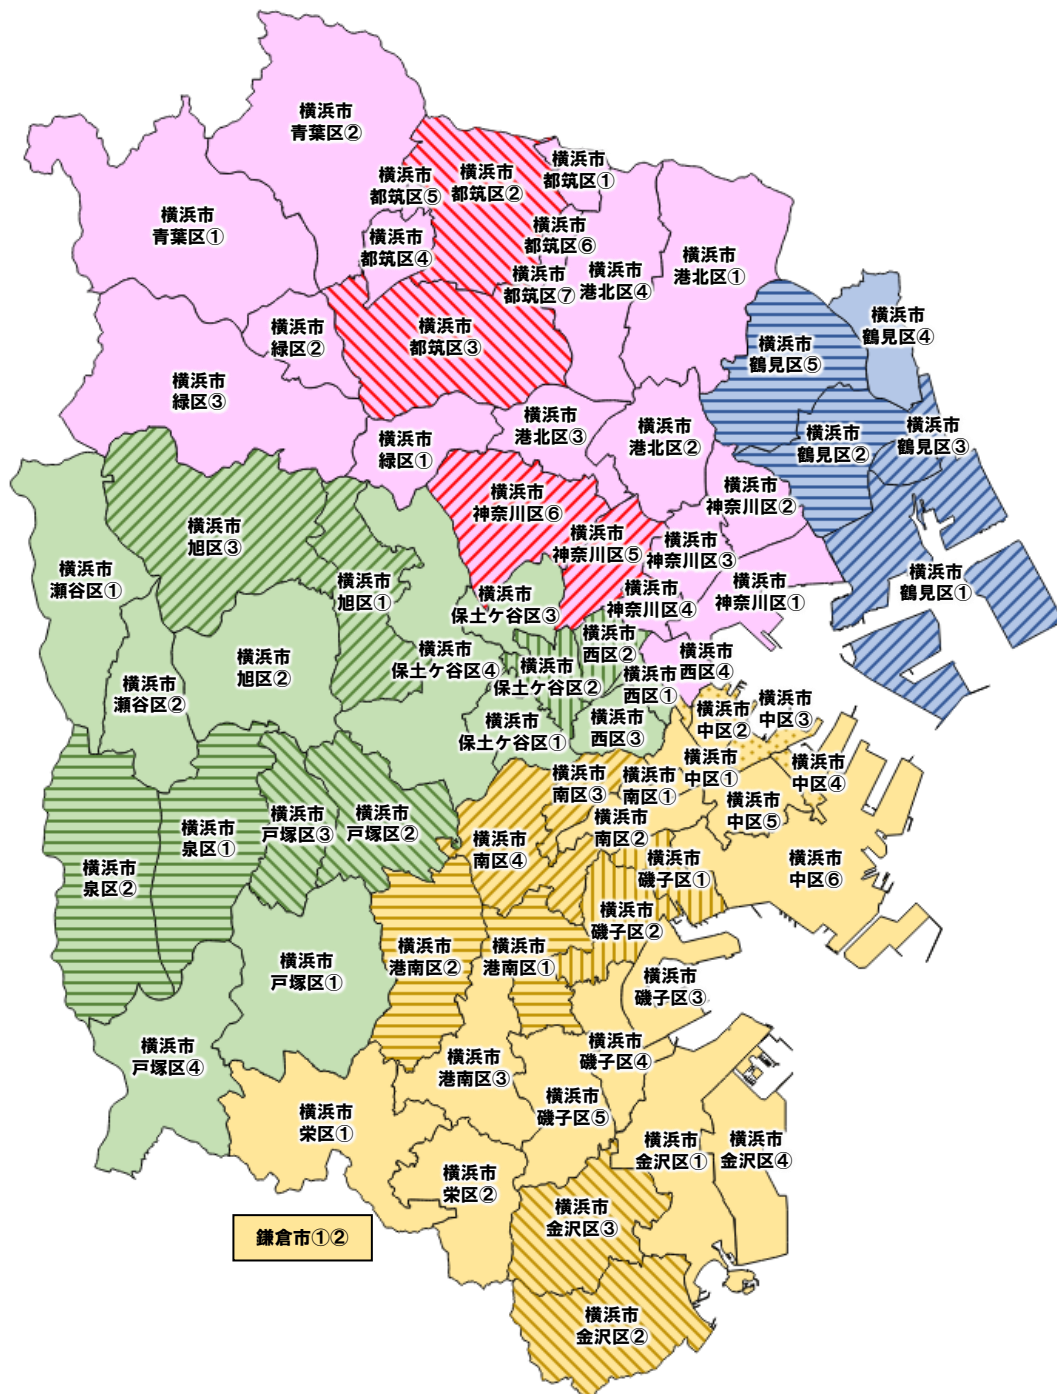 横浜市
青葉区②
横浜市
青葉区①
横浜市
都筑区⑤
横浜市
都筑区②
横浜市
都筑区①
横浜市
都筑区④
横浜市
都筑区⑥
横浜市
都筑区⑦
横浜市
港北区④
横浜市
港北区①
横浜市
緑区②
横浜市
都筑区③
横浜市
鶴見区④
横浜市
鶴見区⑤
横浜市
緑区③
横浜市
緑区①
横浜市
港北区③
横浜市
港北区②
横浜市
鶴見区②
横浜市
鶴見区③
横浜市
神奈川区⑥
横浜市
神奈川区②
横浜市
旭区③
横浜市
神奈川区⑤
横浜市
神奈川区③
横浜市
瀬谷区①
横浜市
旭区①
横浜市
保土ケ谷区③
横浜市
神奈川区④
横浜市
神奈川区①
横浜市
鶴見区①
横浜市
旭区②
横浜市
保土ケ谷区④
横浜市
保土ケ谷区②
横浜市
西区②
横浜市
西区①
横浜市
西区④
横浜市
瀬谷区②
横浜市
保土ケ谷区①
横浜市
西区③
横浜市
中区②
横浜市
中区③
横浜市
中区①
横浜市
中区④
横浜市
南区③
横浜市
南区①
横浜市
中区⑤
横浜市
泉区①
横浜市
戸塚区③
横浜市
戸塚区②
横浜市
南区④
横浜市
南区②
横浜市
泉区②
横浜市
磯子区①
横浜市
中区⑥
横浜市
磯子区②
横浜市
戸塚区①
横浜市
港南区②
横浜市
港南区①
横浜市
磯子区③
横浜市
戸塚区④
横浜市
港南区③
横浜市
磯子区④
横浜市
磯子区⑤
横浜市
栄区①
横浜市
栄区②
横浜市
金沢区①
横浜市
金沢区④
横浜市
金沢区③
鎌倉市①②
横浜市
金沢区②